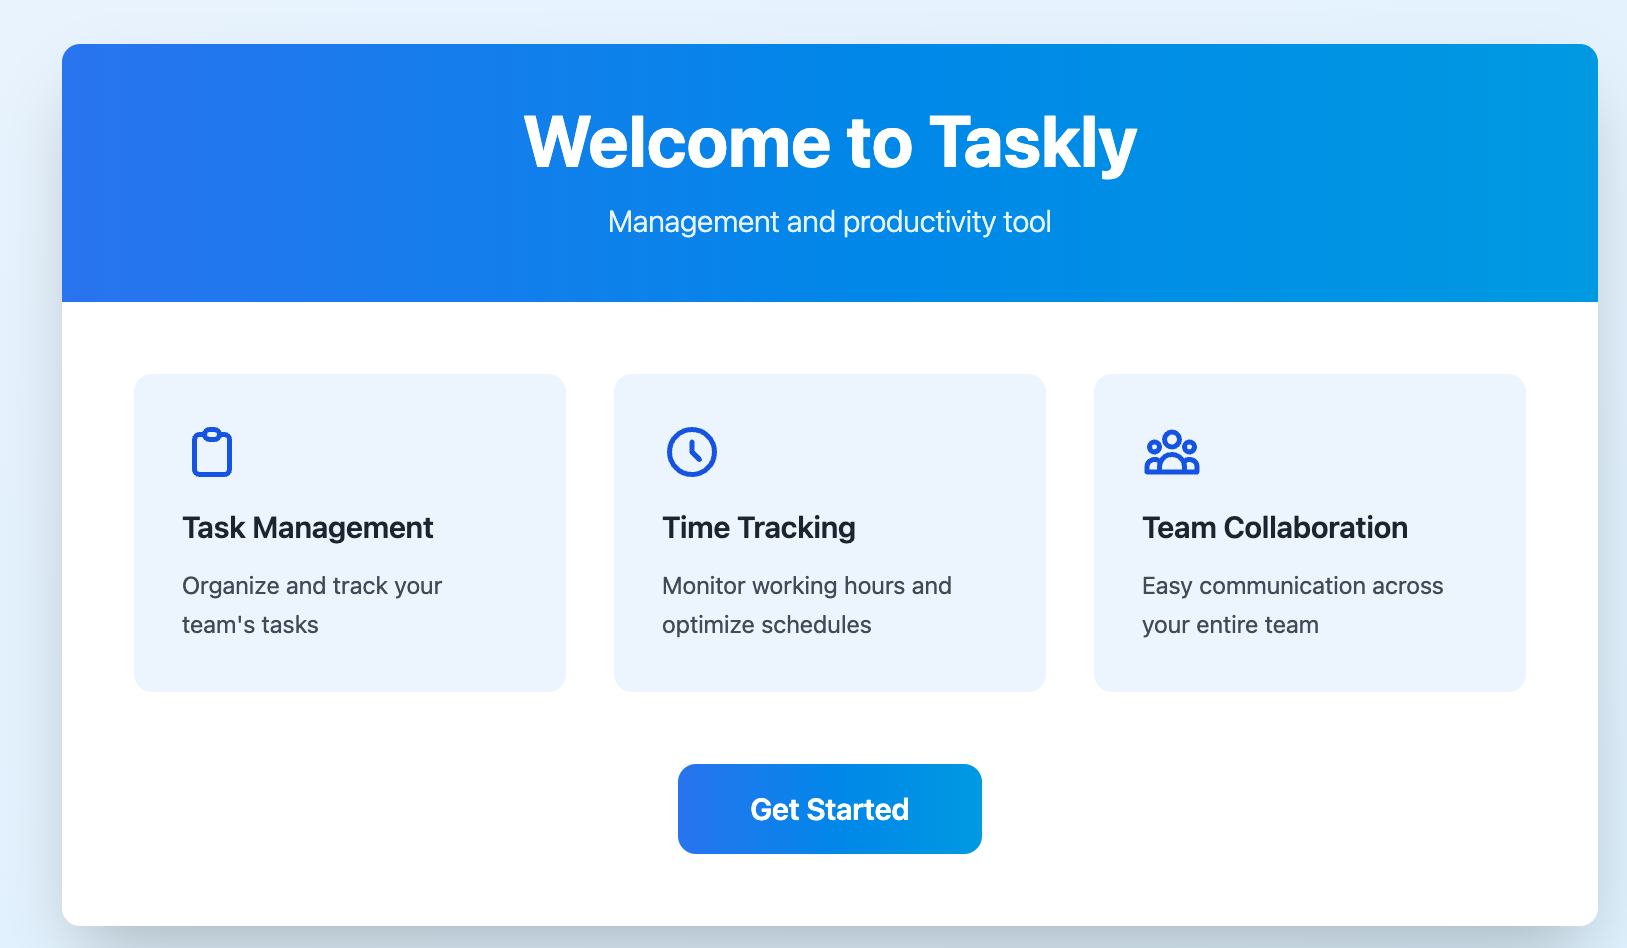 Welcome to Taskly
Management and productivity tool
Task Management
Organize and track your
team's tasks
Time Tracking
Monitor working hours and
optimize schedules
Team Collaboration
Easy communication across
your entire team
Get Started